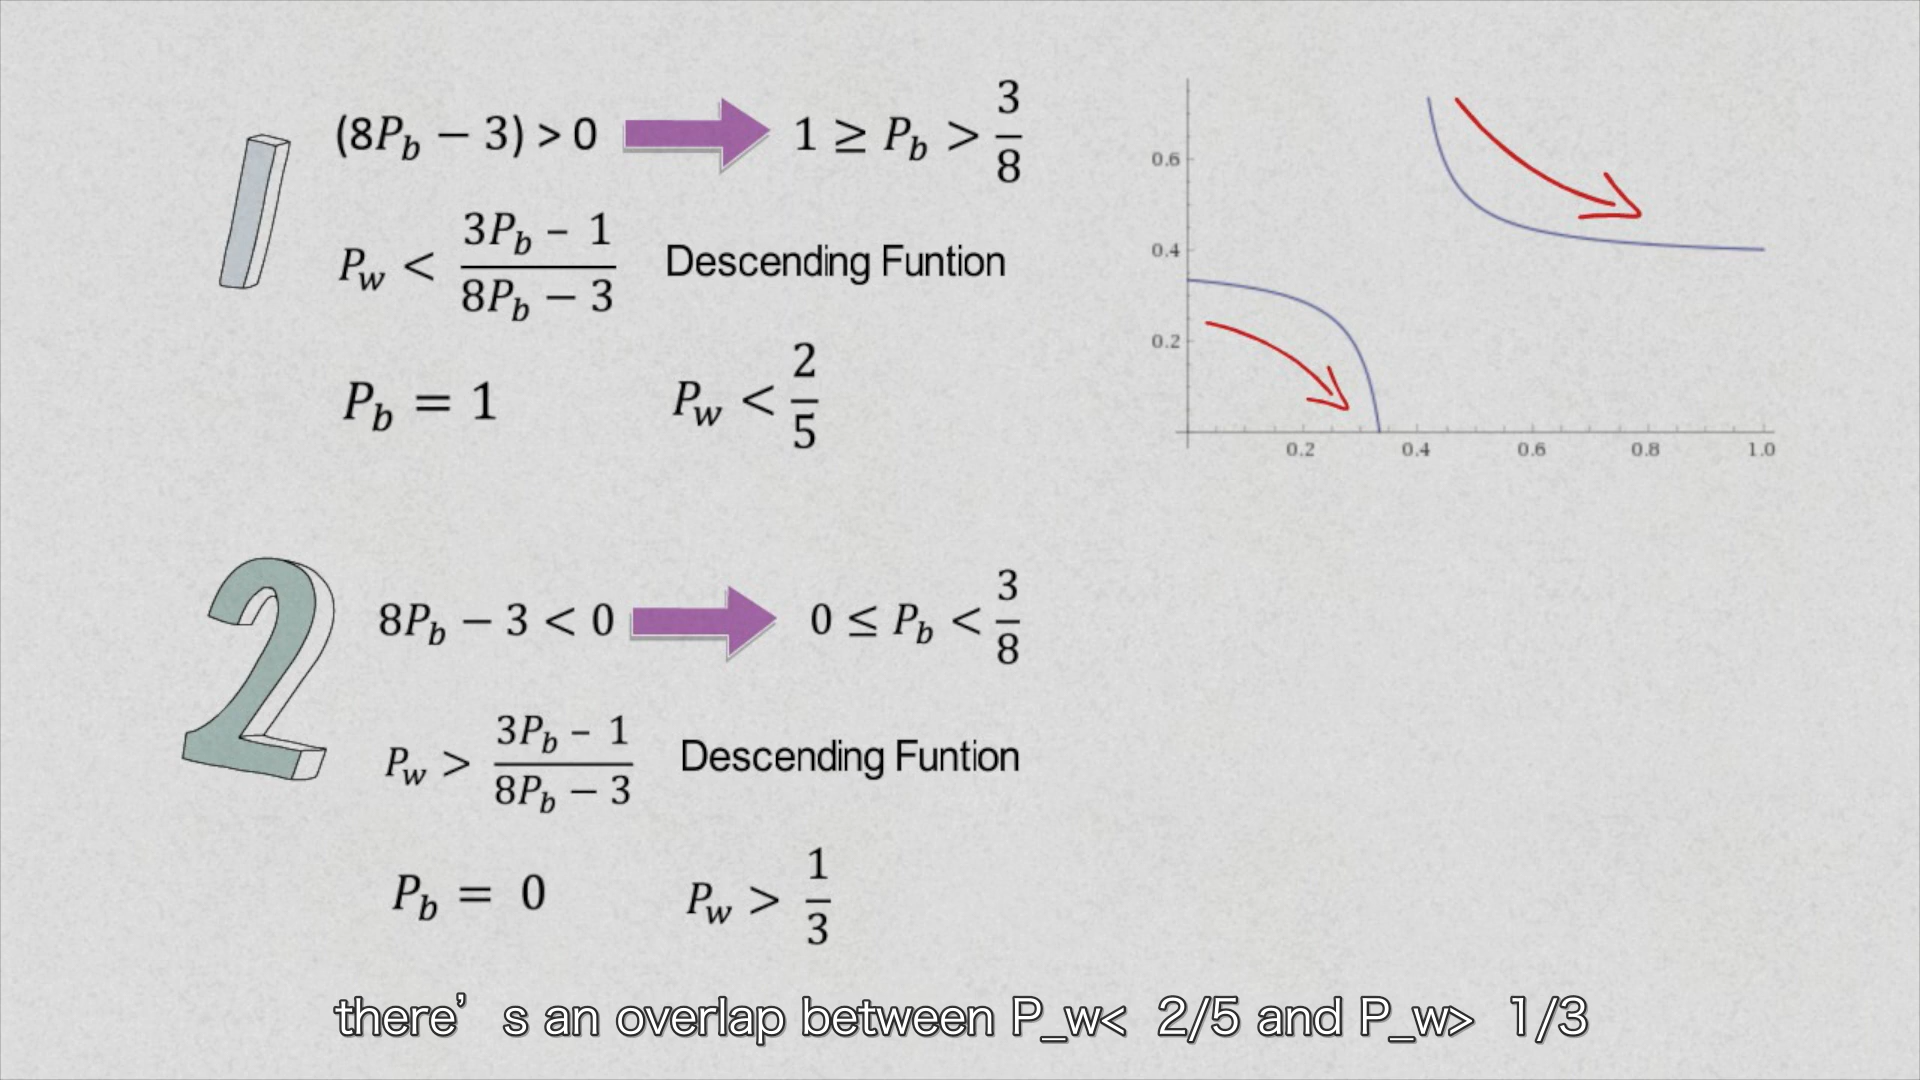 1
(8P_b − 3) > 0
1 ≥ P_b > 3/8
P_w < (3P_b − 1)/(8P_b − 3)
Descending Funtion
P_b = 1
P_w < 2/5
0.6
0.4
0.2
0.2 0.4 0.6 0.8 1.0
2
8P_b − 3 < 0
0 ≤ P_b < 3/8
P_w > (3P_b − 1)/(8P_b − 3)
Descending Funtion
P_b = 0
P_w > 1/3
there’s an overlap between P_w< 2/5 and P_w> 1/3